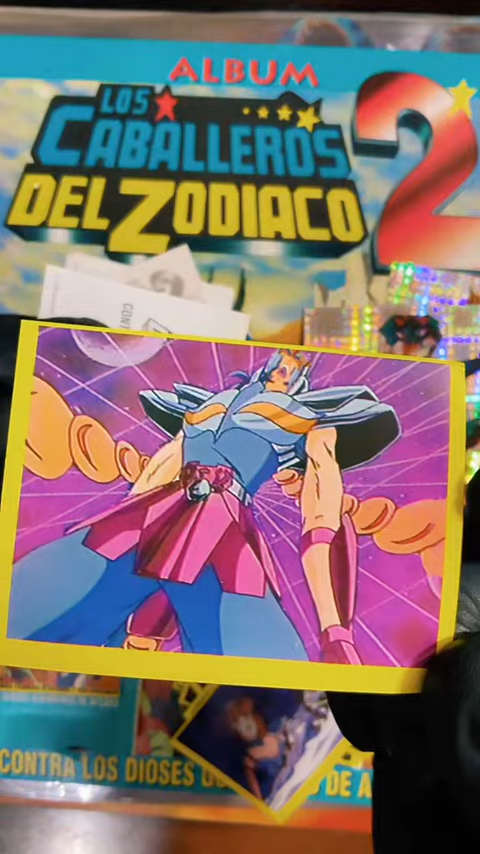 ALBUM
LOS
CABALLEROS
DEL ZODIACO
2
CONTRA LOS DIOSES DE A